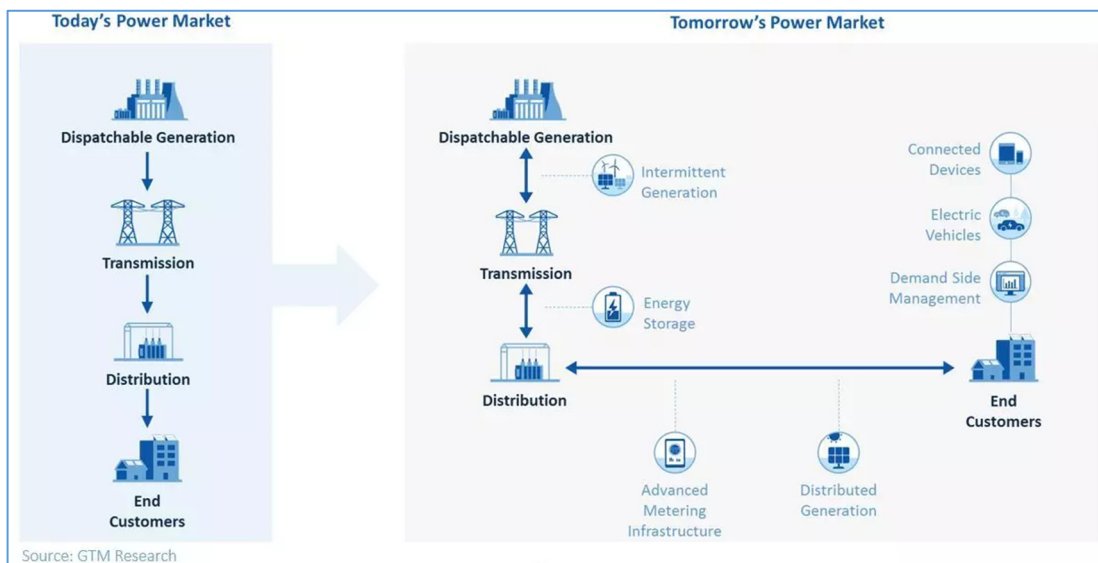 Today's Power Market
Dispatchable Generation
Transmission
Distribution
End
Customers
Tomorrow's Power Market
Dispatchable Generation
Intermittent
Generation
Transmission
Energy
Storage
Distribution
Connected
Devices
Electric
Vehicles
Demand Side
Management
End
Customers
Advanced
Metering
Infrastructure
Distributed
Generation
Source: GTM Research